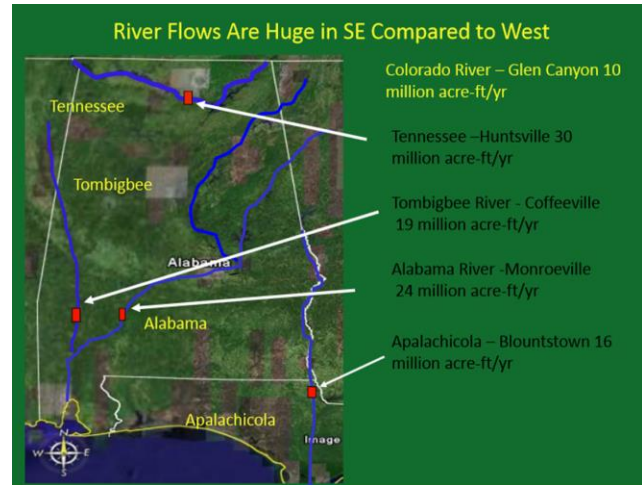 River Flows Are Huge in SE Compared to West
Colorado River – Glen Canyon 10
million acre-ft/yr
Tennessee
Tennessee –Huntsville 30
million acre-ft/yr
Tombigbee
Tombigbee River - Coffeeville
19 million acre-ft/yr
Alabama
Alabama River -Monroeville
24 million acre-ft/yr
Alabama
Apalachicola – Blountstown 16
million acre-ft/yr
Apalachicola
Image
N
W E
S